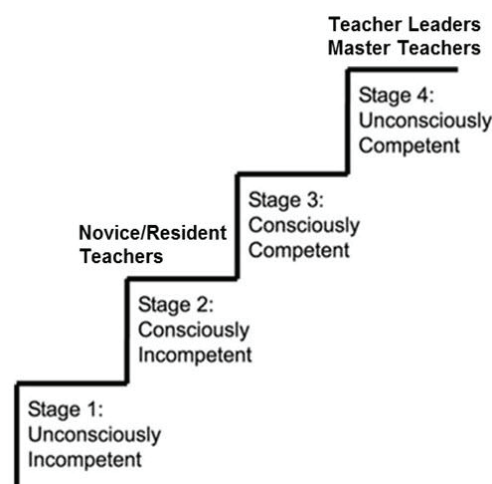 Teacher Leaders
Master Teachers
Stage 4:
Unconsciously
Competent
Stage 3:
Consciously
Competent
Novice/Resident
Teachers
Stage 2:
Consciously
Incompetent
Stage 1:
Unconsciously
Incompetent